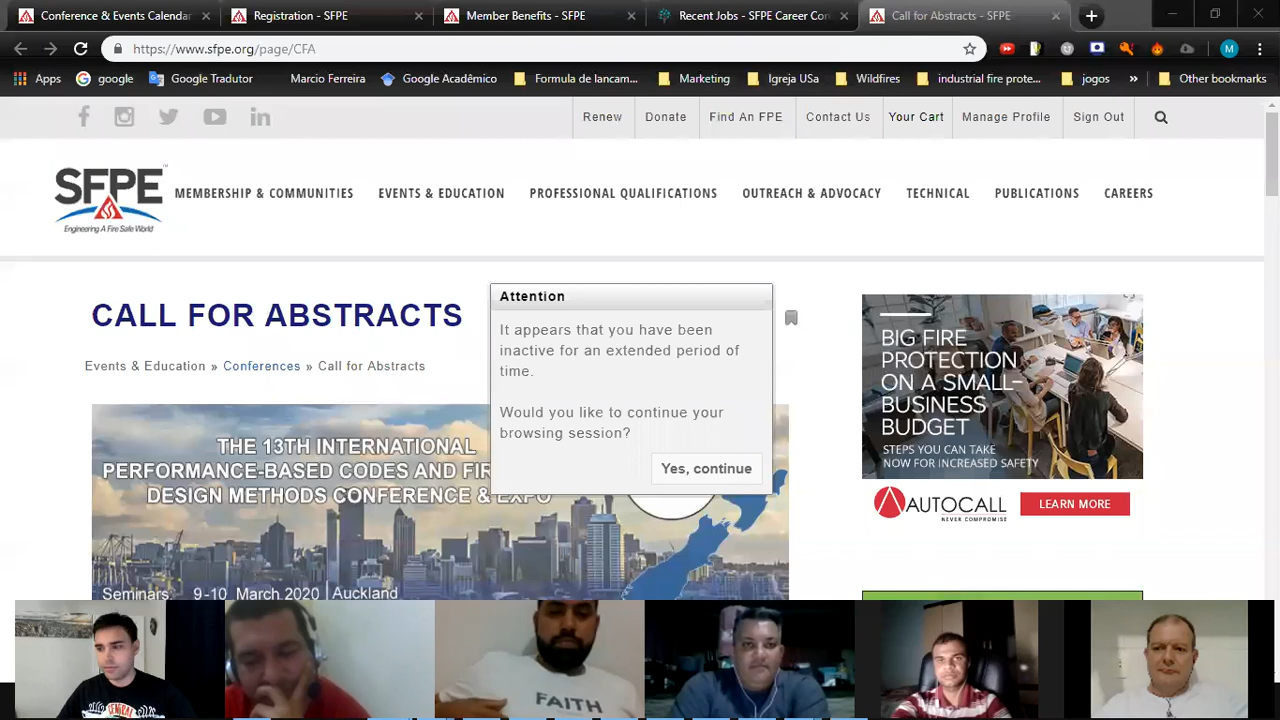 Conference & Events Calendar
Registration - SFPE
Member Benefits - SFPE
Recent Jobs - SFPE Career Cen
Call for Abstracts - SFPE
https://www.sfpe.org/page/CFA
M
Apps
google
Google Tradutor
Marcio Ferreira
Google Acadêmico
Formula de lancam...
Marketing
Igreja USA
Wildfires
industrial fire prote...
jogos
»
Other bookmarks
Renew
Donate
Find An FPE
Contact Us
Your Cart
Manage Profile
Sign Out
SFPE
Engineering A Fire Safe World
MEMBERSHIP & COMMUNITIES
EVENTS & EDUCATION
PROFESSIONAL QUALIFICATIONS
OUTREACH & ADVOCACY
TECHNICAL
PUBLICATIONS
CAREERS
CALL FOR ABSTRACTS
Events & Education » Conferences » Call for Abstracts
Attention
It appears that you have been
inactive for an extended period of
time.
Would you like to continue your
browsing session?
Yes, continue
THE 13TH INTERNATIONAL
PERFORMANCE-BASED CODES AND FIR
DESIGN METHODS CONFERENCE & EXPO
Seminars: 9-10 March 2020 | Auckland
BIG FIRE
PROTECTION
ON A SMALL-
BUSINESS
BUDGET
STEPS YOU CAN TAKE
NOW FOR INCREASED SAFETY
AUTOCALL
NEVER COMPROMISE
LEARN MORE
FAITH